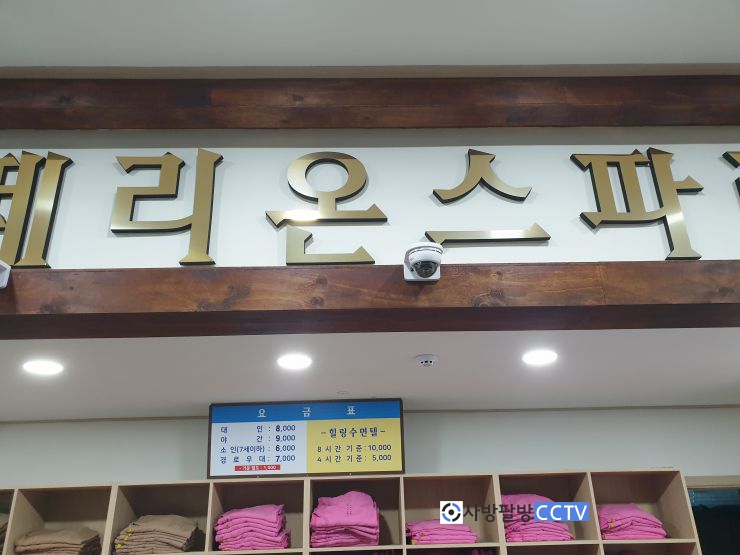 리온스파
요금표
대인: 8,000
야간: 9,000
소인(7세이하): 6,000
경로우대: 7,000
-힐링수면텔-
8시간기준: 10,000
4시간기준: 5,000
사방팔방CCTV